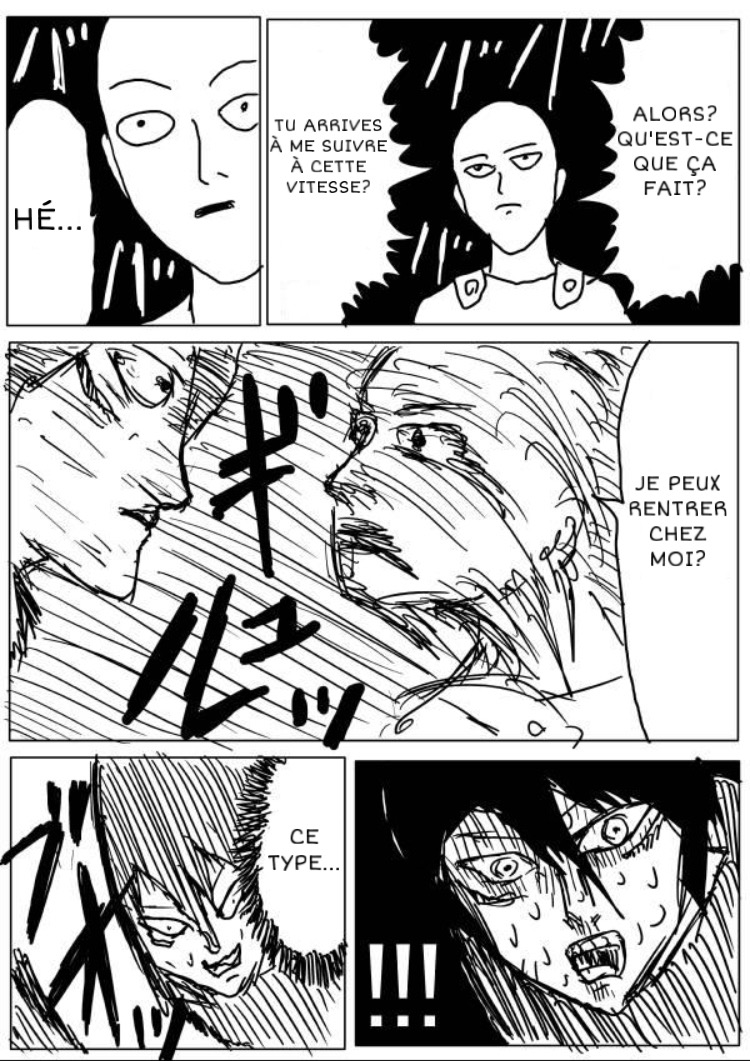 ALORS?
QU'EST-CE
QUE ÇA
FAIT?
TU ARRIVES
À ME SUIVRE
À CETTE
VITESSE?
HÉ...
JE PEUX
RENTRER
CHEZ
MOI?
ギュルッ
!!!
CE
TYPE...